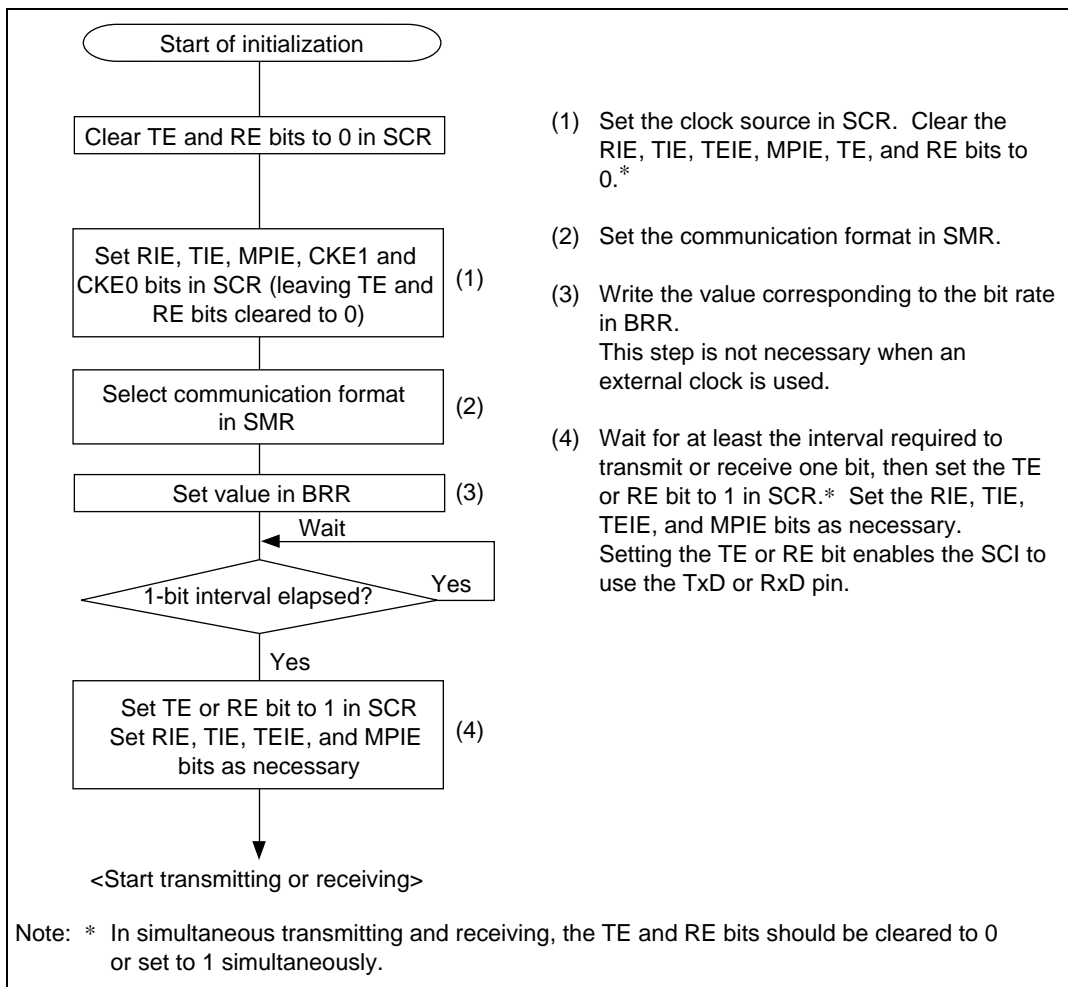 Start of initialization
Clear TE and RE bits to 0 in SCR
Set RIE, TIE, MPIE, CKE1 and
CKE0 bits in SCR (leaving TE and
RE bits cleared to 0)
(1)
Select communication format
in SMR
(2)
Set value in BRR
(3)
Wait
1-bit interval elapsed?
Yes
Yes
Set TE or RE bit to 1 in SCR
Set RIE, TIE, TEIE, and MPIE
bits as necessary
(4)
<Start transmitting or receiving>
(1) Set the clock source in SCR. Clear the
RIE, TIE, TEIE, MPIE, TE, and RE bits to
0.*
(2) Set the communication format in SMR.
(3) Write the value corresponding to the bit rate
in BRR.
This step is not necessary when an
external clock is used.
(4) Wait for at least the interval required to
transmit or receive one bit, then set the TE
or RE bit to 1 in SCR.* Set the RIE, TIE,
TEIE, and MPIE bits as necessary.
Setting the TE or RE bit enables the SCI to
use the TxD or RxD pin.
Note: * In simultaneous transmitting and receiving, the TE and RE bits should be cleared to 0
or set to 1 simultaneously.